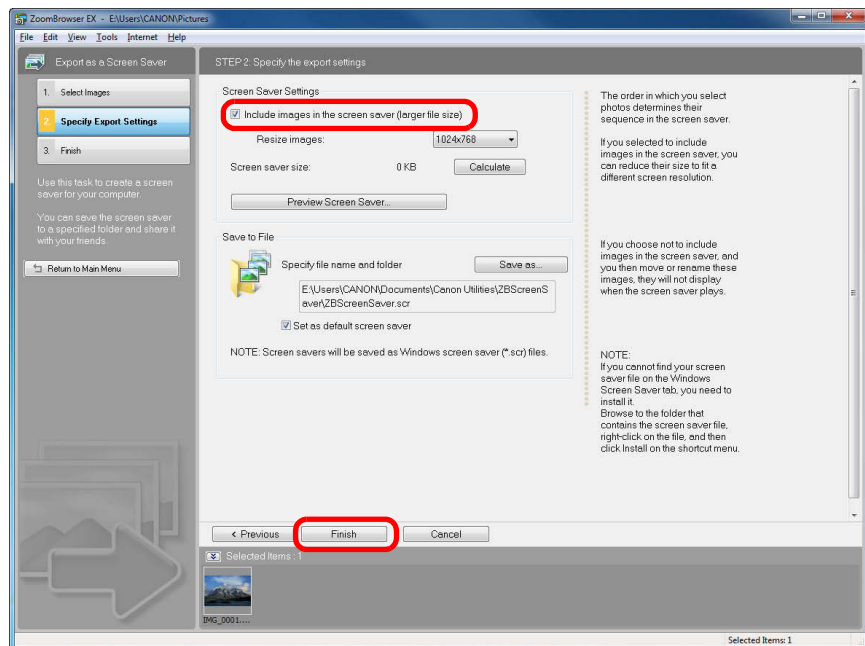 ZoomBrowser EX - E:\Users\CANON\Pictures
File Edit View Tools Internet Help
Export as a Screen Saver
STEP 2: Specify the export settings
1. Select Images
2. Specify Export Settings
3. Finish
Use this task to create a screen
saver for your computer.
You can save the screen saver
to a specified folder and share it
with your friends.
Return to Main Menu
Screen Saver Settings
Include images in the screen saver (larger file size)
Resize images: 1024x768
Screen saver size: 0 KB Calculate
Preview Screen Saver...
Save to File
Specify file name and folder Save as...
E:\Users\CANON\Documents\Canon Utilities\ZBScreenS
aver\ZBScreenSaver.scr
Set as default screen saver
NOTE: Screen savers will be saved as Windows screen saver (*.scr) files.
The order in which you select
photos determines their
sequence in the screen saver.
If you selected to include
images in the screen saver, you
can reduce their size to fit a
different screen resolution.
If you choose not to include
images in the screen saver, and
you then move or rename these
images, they will not display
when the screen saver plays.
NOTE:
If you cannot find your screen
saver file on the Windows
Screen Saver tab, you need to
install it.
Browse to the folder that
contains the screen saver file,
right-click on the file, and then
click Install on the shortcut menu.
< Previous Finish Cancel
Selected Items : 1
IMG_0001....
Selected Items: 1